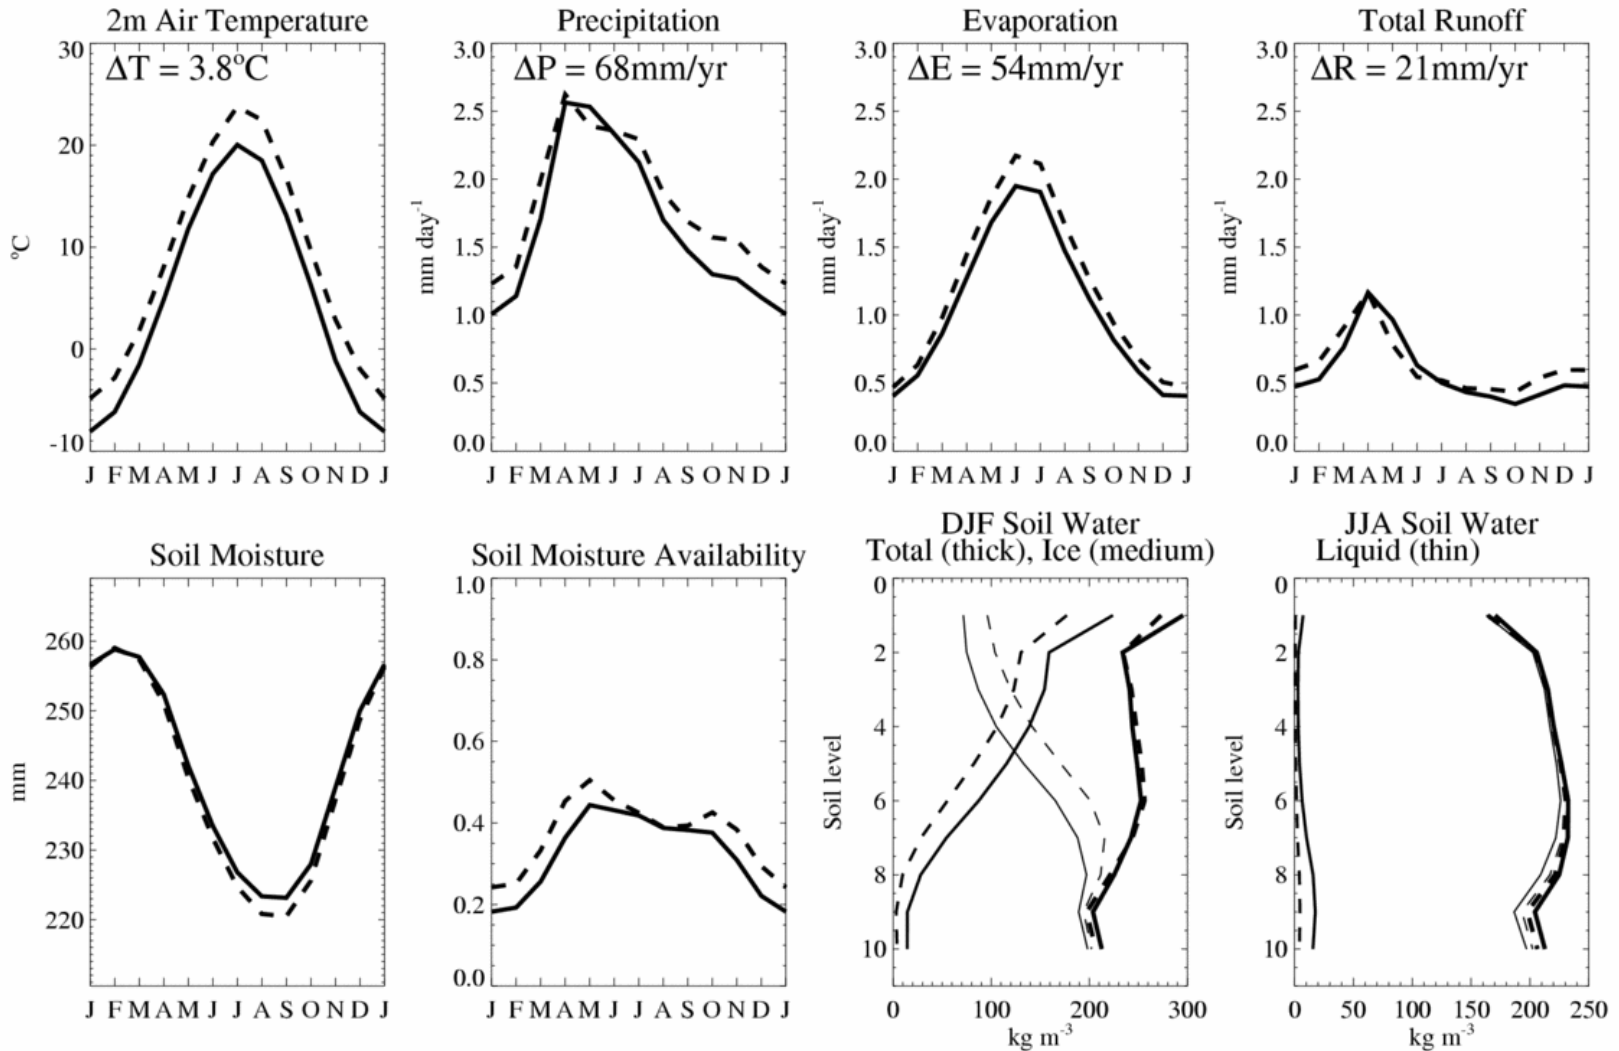 2m Air Temperature
ΔT = 3.8°C
30
20
10
0
-10
°C
J F M A M J J A S O N D J
Precipitation
ΔP = 68mm/yr
3.0
2.5
2.0
1.5
1.0
0.5
0.0
mm day⁻¹
J F M A M J J A S O N D J
Evaporation
ΔE = 54mm/yr
3.0
2.5
2.0
1.5
1.0
0.5
0.0
mm day⁻¹
J F M A M J J A S O N D J
Total Runoff
ΔR = 21mm/yr
3.0
2.5
2.0
1.5
1.0
0.5
0.0
mm day⁻¹
J F M A M J J A S O N D J
Soil Moisture
260
250
240
230
220
mm
J F M A M J J A S O N D J
Soil Moisture Availability
1.0
0.8
0.6
0.4
0.2
0.0
J F M A M J J A S O N D J
DJF Soil Water
Total (thick), Ice (medium)
0
2
4
6
8
10
Soil level
0 100 200 300
kg m⁻³
JJA Soil Water
Liquid (thin)
0
2
4
6
8
10
Soil level
0 50 100 150 200 250
kg m⁻³